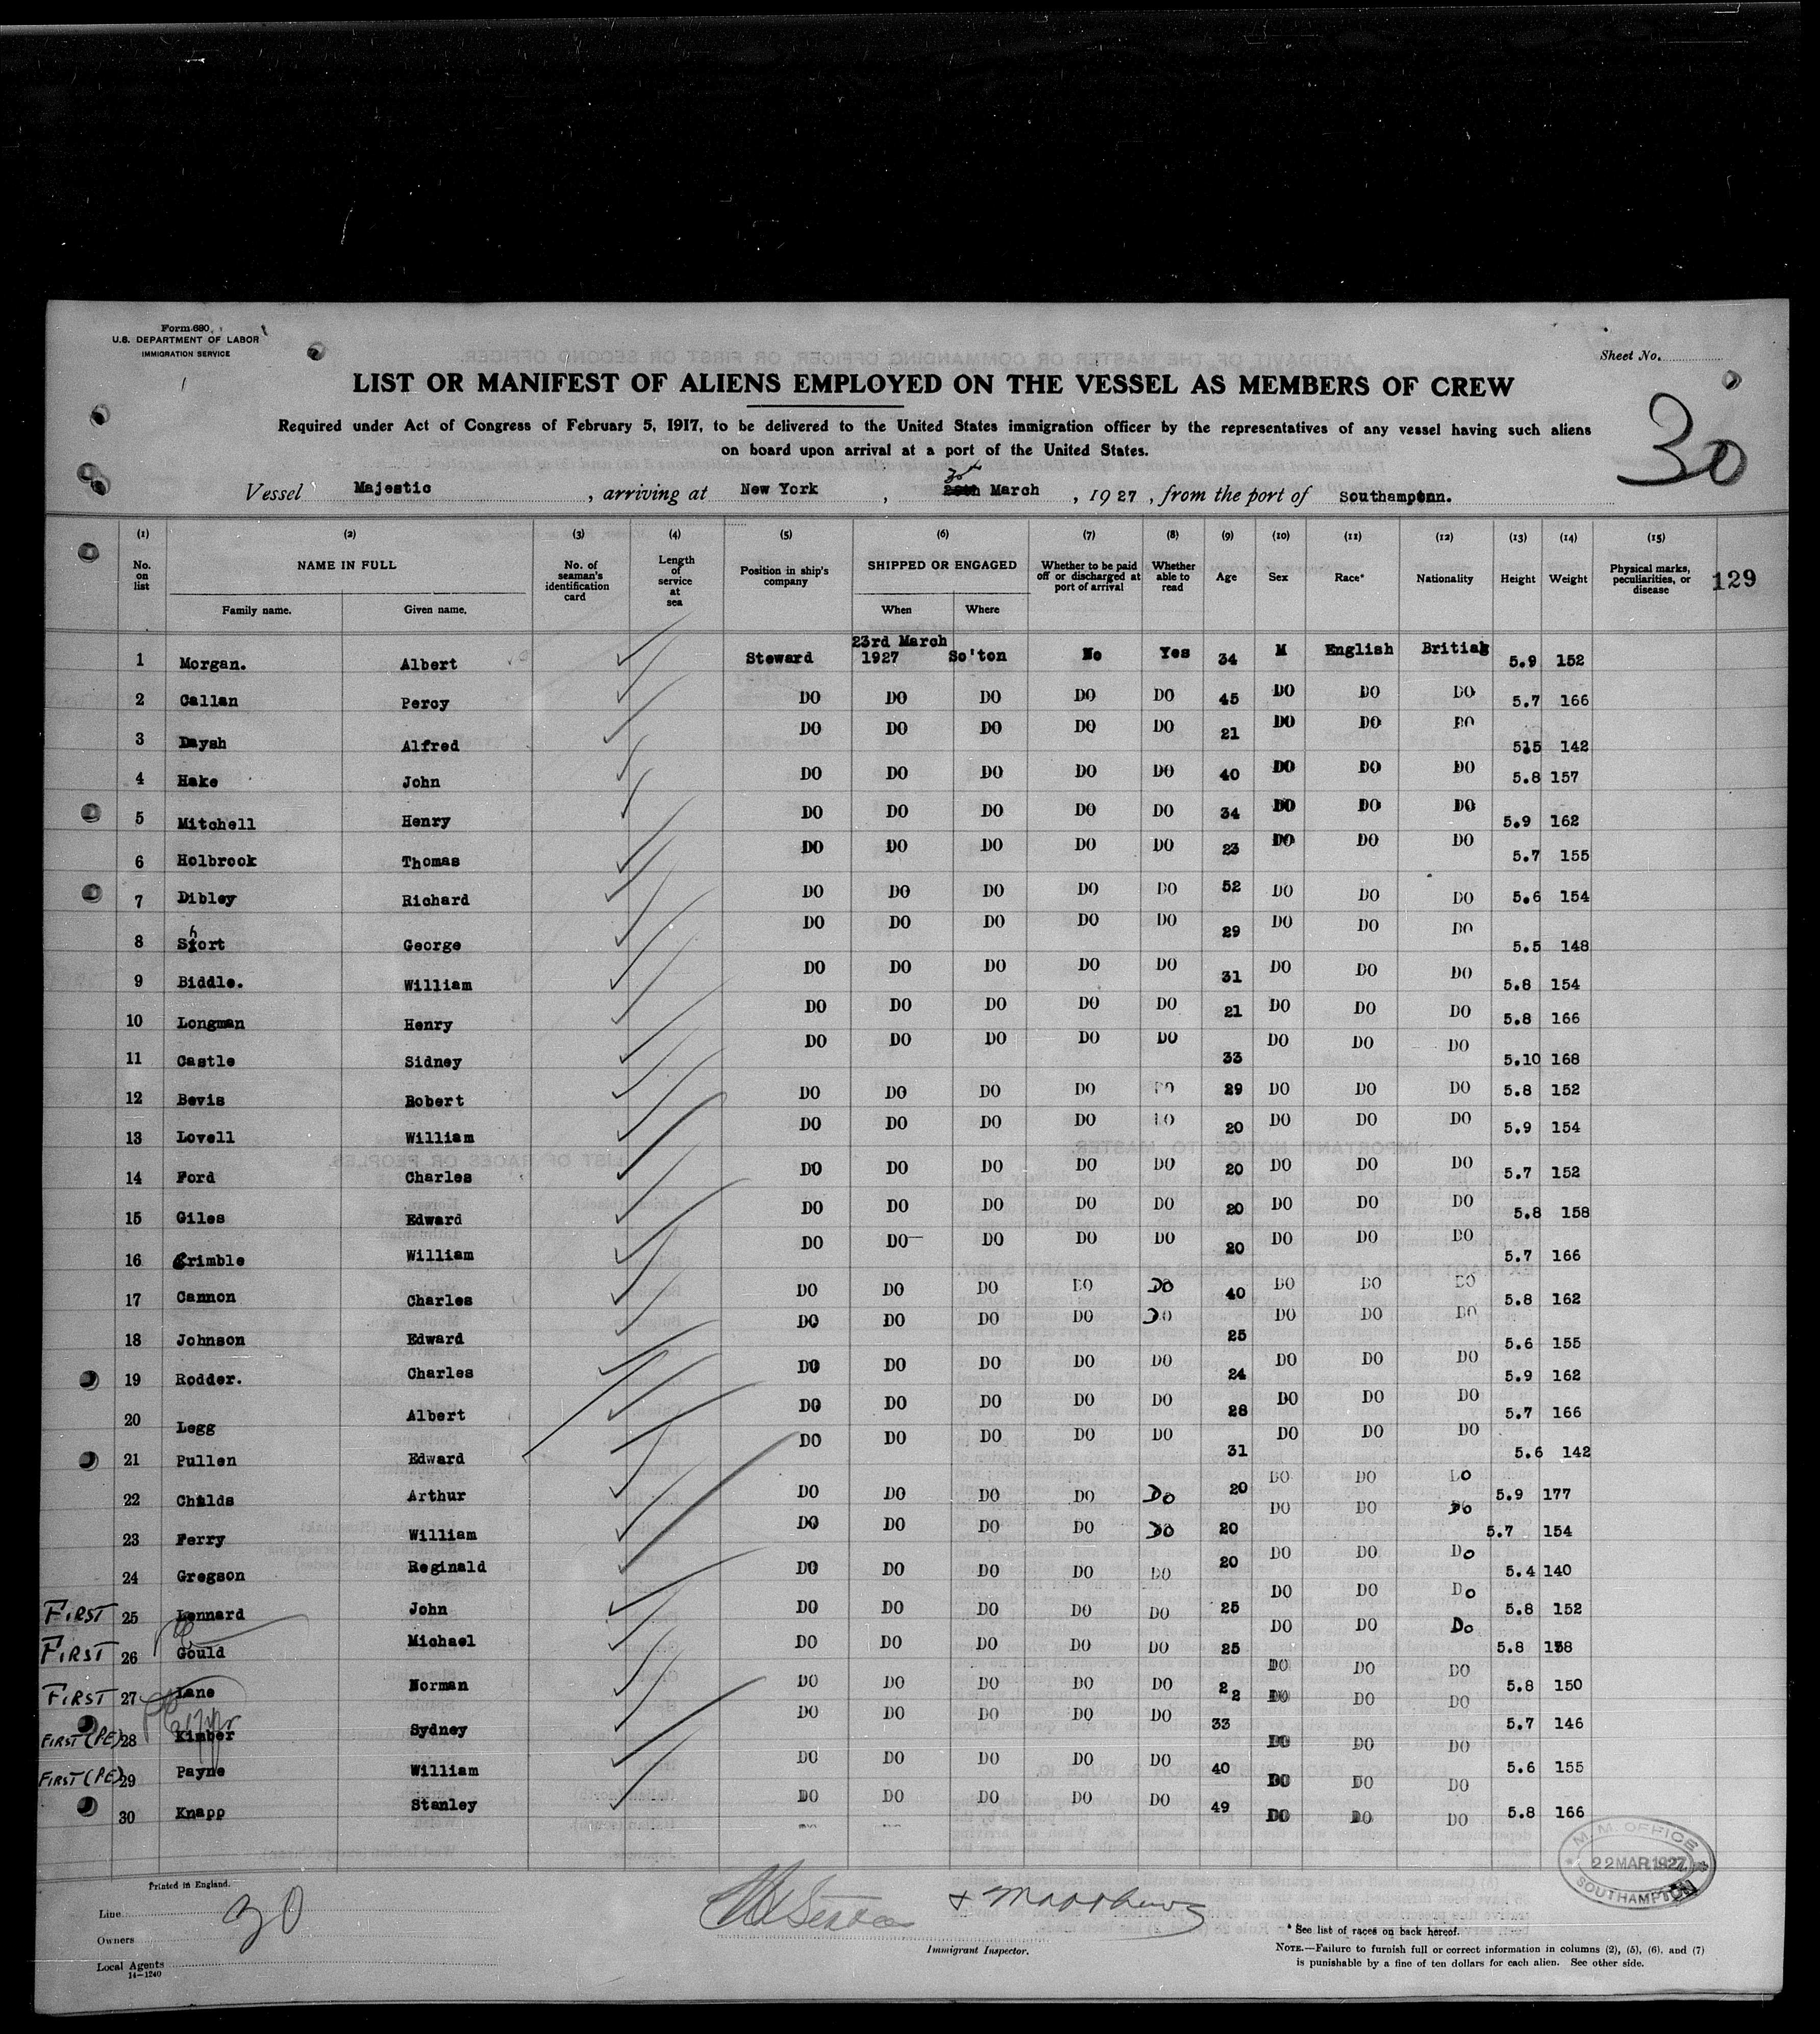 Form 680
U.S. DEPARTMENT OF LABOR
IMMIGRATION SERVICE
Sheet No.
LIST OR MANIFEST OF ALIENS EMPLOYED ON THE VESSEL AS MEMBERS OF CREW
30
Required under Act of Congress of February 5, 1917, to be delivered to the United States immigration officer by the representatives of any vessel having such aliens
on board upon arrival at a port of the United States.
Vessel Majestic, arriving at New York, 30th March, 1927, from the port of Southampton.
(1) (2) (3) (4) (5) (6) (7) (8) (9) (10) (11) (12) (13) (14) (15)
No. on list NAME IN FULL Family name. Given name. No. of seaman's identification card Length of service at sea Position in ship's company SHIPPED OR ENGAGED When Where Whether to be paid off or discharged at port of arrival Whether able to read Age Sex Race* Nationality Height Weight Physical marks, peculiarities, or disease 129
1 Morgan. Albert Steward 23rd March 1927 So'ton No Yes 34 M English British 5.9 152
2 Callan Percy DO DO DO DO DO 45 DO DO DO 5.7 166
3 Daysh Alfred DO DO DO DO DO 21 DO DO DO 5.5 142
4 Hake John DO DO DO DO DO 40 DO DO DO 5.8 157
5 Mitchell Henry DO DO DO DO DO 34 DO DO DO 5.9 162
6 Holbrook Thomas DO DO DO DO DO 23 DO DO DO 5.7 155
7 Dibley Richard DO DO DO DO DO 52 DO DO DO 5.6 154
8 Short George DO DO DO DO DO 29 DO DO DO 5.5 148
9 Biddle. William DO DO DO DO DO 31 DO DO DO 5.8 154
10 Longman Henry DO DO DO DO DO 21 DO DO DO 5.8 166
11 Castle Sidney DO DO DO DO DO 33 DO DO DO 5.10 168
12 Bevis Robert DO DO DO DO DO 29 DO DO DO 5.8 152
13 Lovell William DO DO DO DO DO 20 DO DO DO 5.9 154
14 Ford Charles DO DO DO DO DO 20 DO DO DO 5.7 152
15 Giles Edward DO DO DO DO DO 20 DO DO DO 5.8 158
16 Grimble William DO DO DO DO DO 20 DO DO DO 5.7 166
17 Cannon Charles DO DO DO DO Do 40 DO DO DO 5.8 162
18 Johnson Edward DO DO DO DO DO 25 DO DO DO 5.6 155
19 Rodder. Charles DO DO DO DO DO 24 DO DO DO 5.9 162
20 Legg Albert DO DO DO DO DO 28 DO DO DO 5.7 166
21 Pullen Edward DO DO DO DO DO 31 DO DO DO 5.6 142
22 Childs Arthur DO DO DO DO Do 20 DO DO DO 5.9 177
23 Ferry William DO DO DO DO Do 20 DO DO Do 5.7 154
24 Gregson Reginald DO DO DO DO DO 20 DO DO Do 5.4 140
FIRST 25 Lennard John DO DO DO DO DO 25 DO DO Do 5.8 152
FIRST 26 Gould Michael DO DO DO DO DO 25 DO DO Do 5.8 158
FIRST 27 Lane Norman DO DO DO DO DO 22 DO DO DO 5.8 150
FIRST (PE) 28 Kimber Sydney DO DO DO DO DO 33 DO DO DO 5.7 146
FIRST (PE) 29 Payne William DO DO DO DO DO 40 DO DO DO 5.6 155
30 Knapp Stanley DO DO DO DO DO 49 DO DO DO 5.8 166
M. M. OFFICE
22 MAR 1927
SOUTHAMPTON
Printed in England.
Line
30
Owners
Local Agents
14—1240
Immigrant Inspector.
* See list of races on back hereof.
NOTE.—Failure to furnish full or correct information in columns (2), (5), (6), and (7)
is punishable by a fine of ten dollars for each alien. See other side.